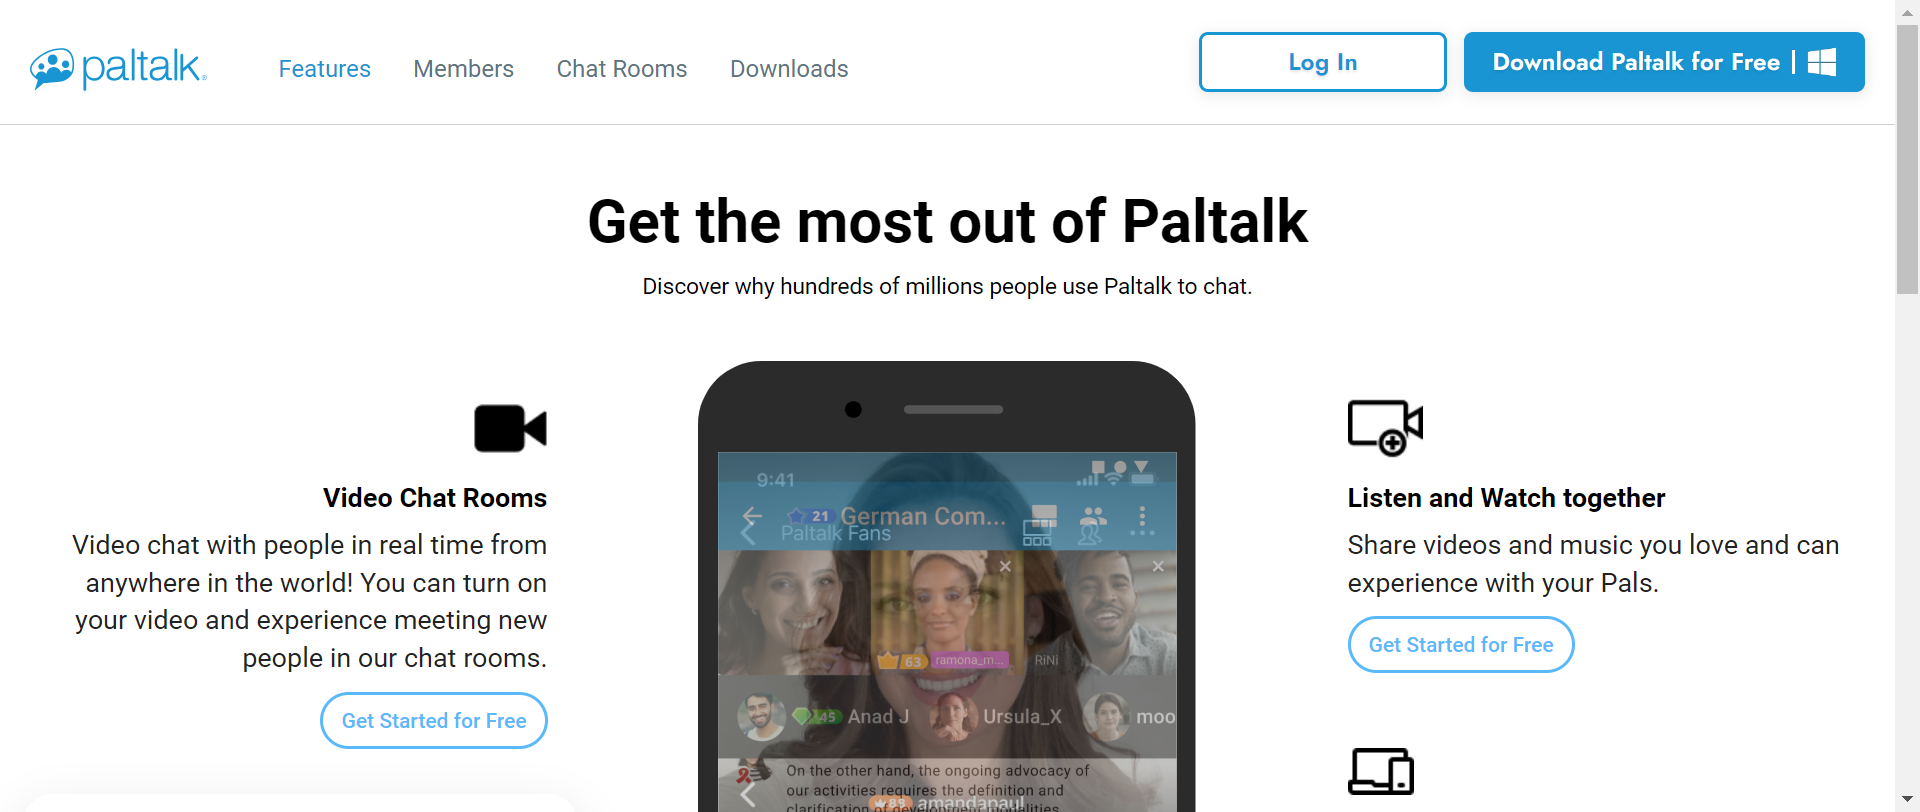 paltalk
Features
Members
Chat Rooms
Downloads
Log In
Download Paltalk for Free
Get the most out of Paltalk
Discover why hundreds of millions people use Paltalk to chat.
Video Chat Rooms
Video chat with people in real time from
anywhere in the world! You can turn on
your video and experience meeting new
people in our chat rooms.
Get Started for Free
9:41
21 German Com...
Paltalk Fans
63 ramona_m...
RiNi
45 Anad J
Ursula_X
moo
On the other hand, the ongoing advocacy of
our activities requires the definition and
clarification of development modalities
88 amandapaul
Listen and Watch together
Share videos and music you love and can
experience with your Pals.
Get Started for Free